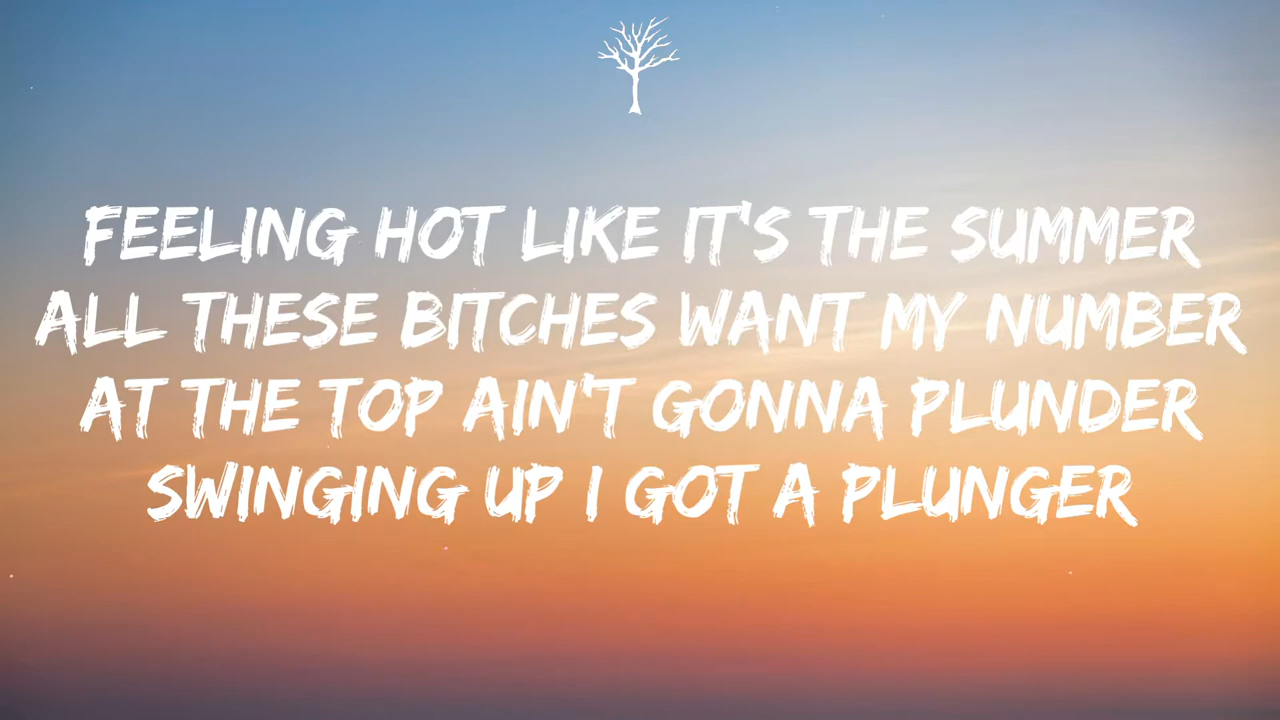 FEELING HOT LIKE IT'S THE SUMMER
ALL THESE BITCHES WANT MY NUMBER
AT THE TOP AIN'T GONNA PLUNDER
SWINGING UP I GOT A PLUNGER